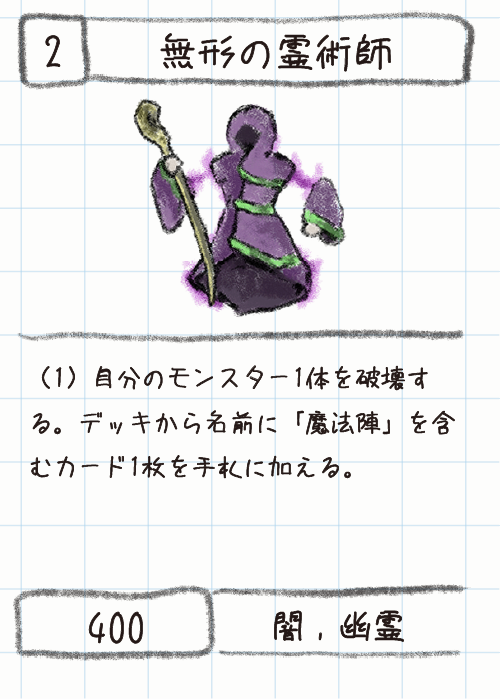 2
無形の霊術師
(1) 自分のモンスター1体を破壊す
る。デッキから名前に「魔法陣」を含
むカード1枚を手札に加える。
400
闇,幽霊